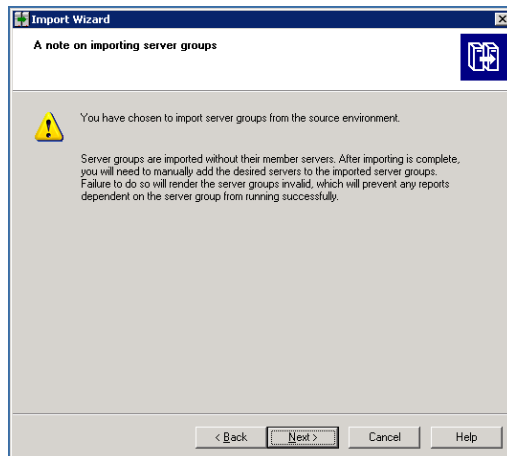 Import Wizard
A note on importing server groups
You have chosen to import server groups from the source environment.
Server groups are imported without their member servers. After importing is complete,
you will need to manually add the desired servers to the imported server groups.
Failure to do so will render the server groups invalid, which will prevent any reports
dependent on the server group from running successfully.
< Back
Next >
Cancel
Help